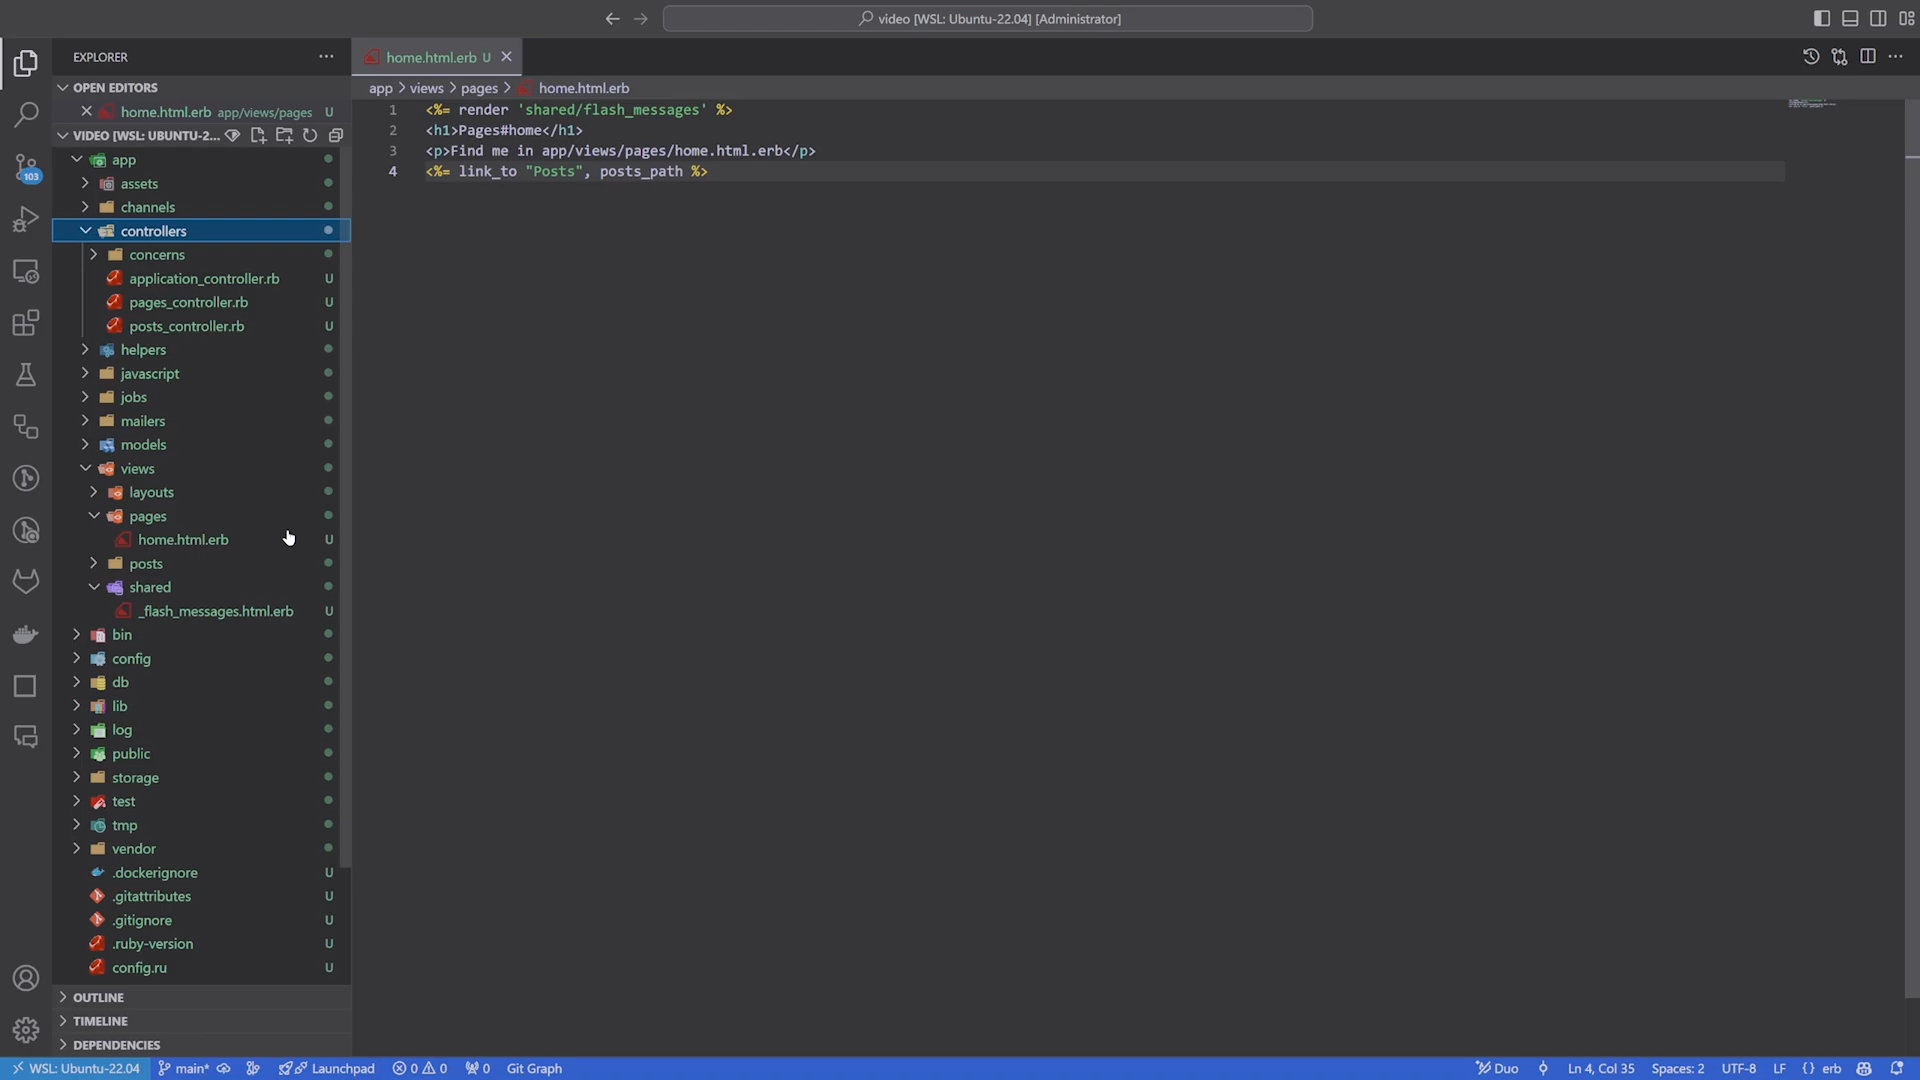 video [WSL: Ubuntu-22.04] [Administrator]
EXPLORER
home.html.erb U
OPEN EDITORS
home.html.erb app/views/pages U
app > views > pages > home.html.erb
VIDEO [WSL: UBUNTU-2...
1 <%= render 'shared/flash_messages' %>
2 <h1>Pages#home</h1>
3 <p>Find me in app/views/pages/home.html.erb</p>
4 <%= link_to "Posts", posts_path %>
app
assets
channels
controllers
concerns
application_controller.rb U
pages_controller.rb U
posts_controller.rb U
helpers
javascript
jobs
mailers
models
views
layouts
pages
home.html.erb U
posts
shared
_flash_messages.html.erb U
bin
config
db
lib
log
public
storage
test
tmp
vendor
.dockerignore U
.gitattributes U
.gitignore U
.ruby-version U
config.ru U
OUTLINE
TIMELINE
DEPENDENCIES
103
WSL: Ubuntu-22.04 main* Launchpad 0 0 0 Git Graph Duo Ln 4, Col 35 Spaces: 2 UTF-8 LF {} erb